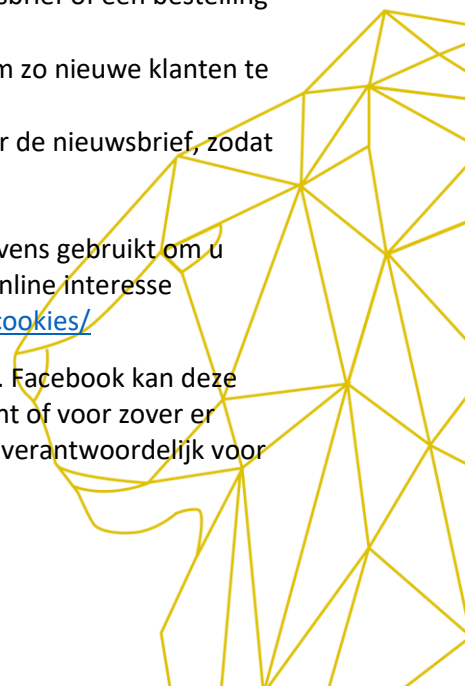 sbrief of een bestelling
m zo nieuwe klanten te
r de nieuwsbrief, zodat
vens gebruikt om u
nline interesse
cookies/
. Facebook kan deze
nt of voor zover er
verantwoordelijk voor